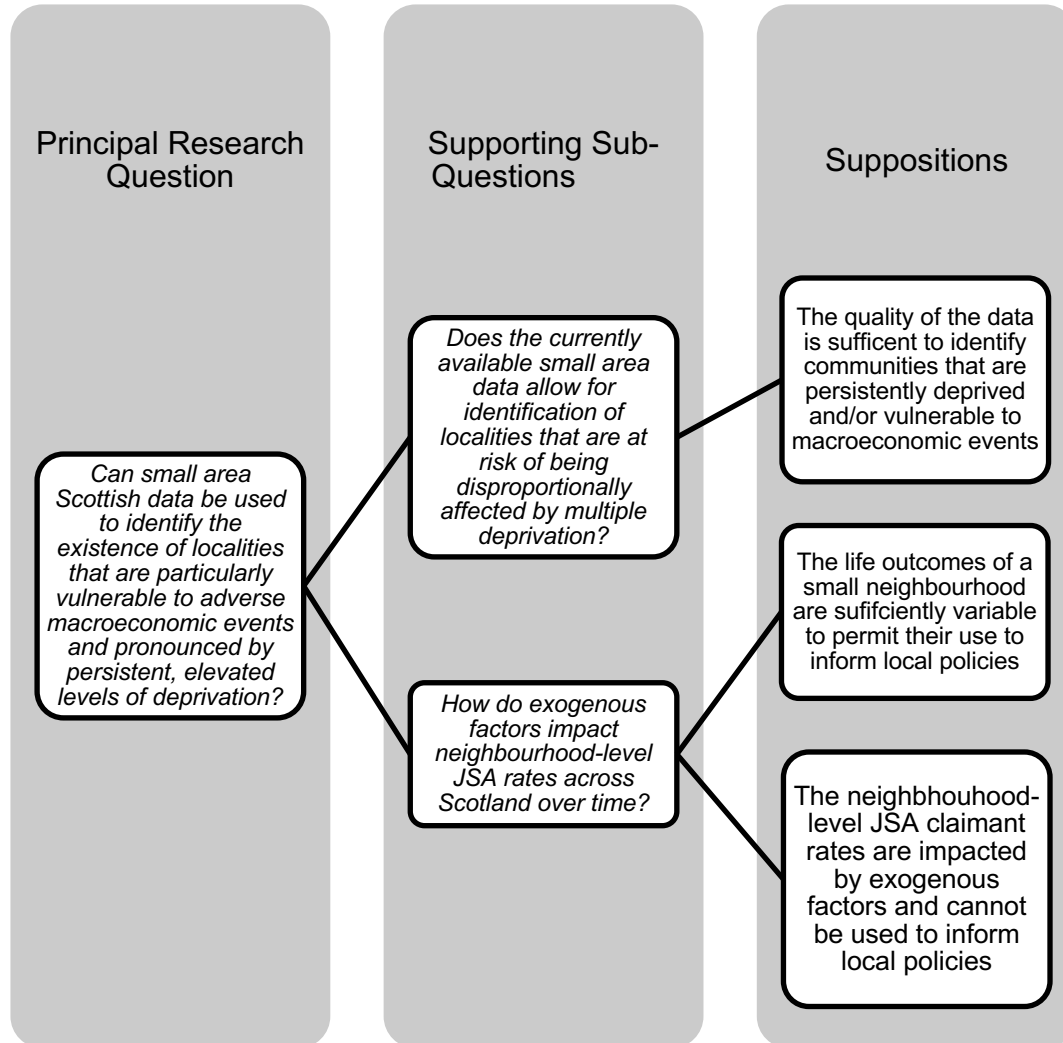 Principal Research
Question
Can small area
Scottish data be used
to identify the
existence of localities
that are particularly
vulnerable to adverse
macroeconomic events
and pronounced by
persistent, elevated
levels of deprivation?
Supporting Sub-
Questions
Does the currently
available small area
data allow for
identification of
localities that are at
risk of being
disproportionally
affected by multiple
deprivation?
How do exogenous
factors impact
neighbourhood-level
JSA rates across
Scotland over time?
Suppositions
The quality of the data
is sufficent to identify
communities that are
persistently deprived
and/or vulnerable to
macroeconomic events
The life outcomes of a
small neighbourhood
are sufifciently variable
to permit their use to
inform local policies
The neighbhouhood-
level JSA claimant
rates are impacted
by exogenous
factors and cannot
be used to inform
local policies